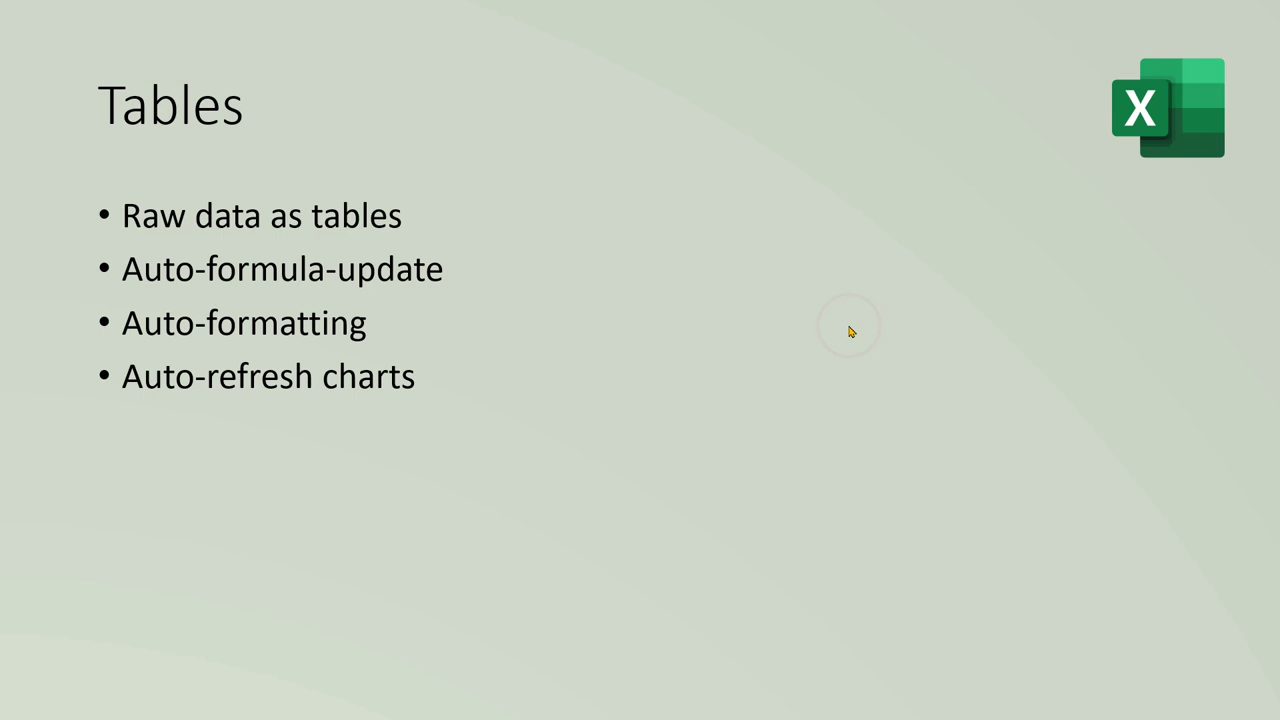 Tables
X
• Raw data as tables
• Auto-formula-update
• Auto-formatting
• Auto-refresh charts